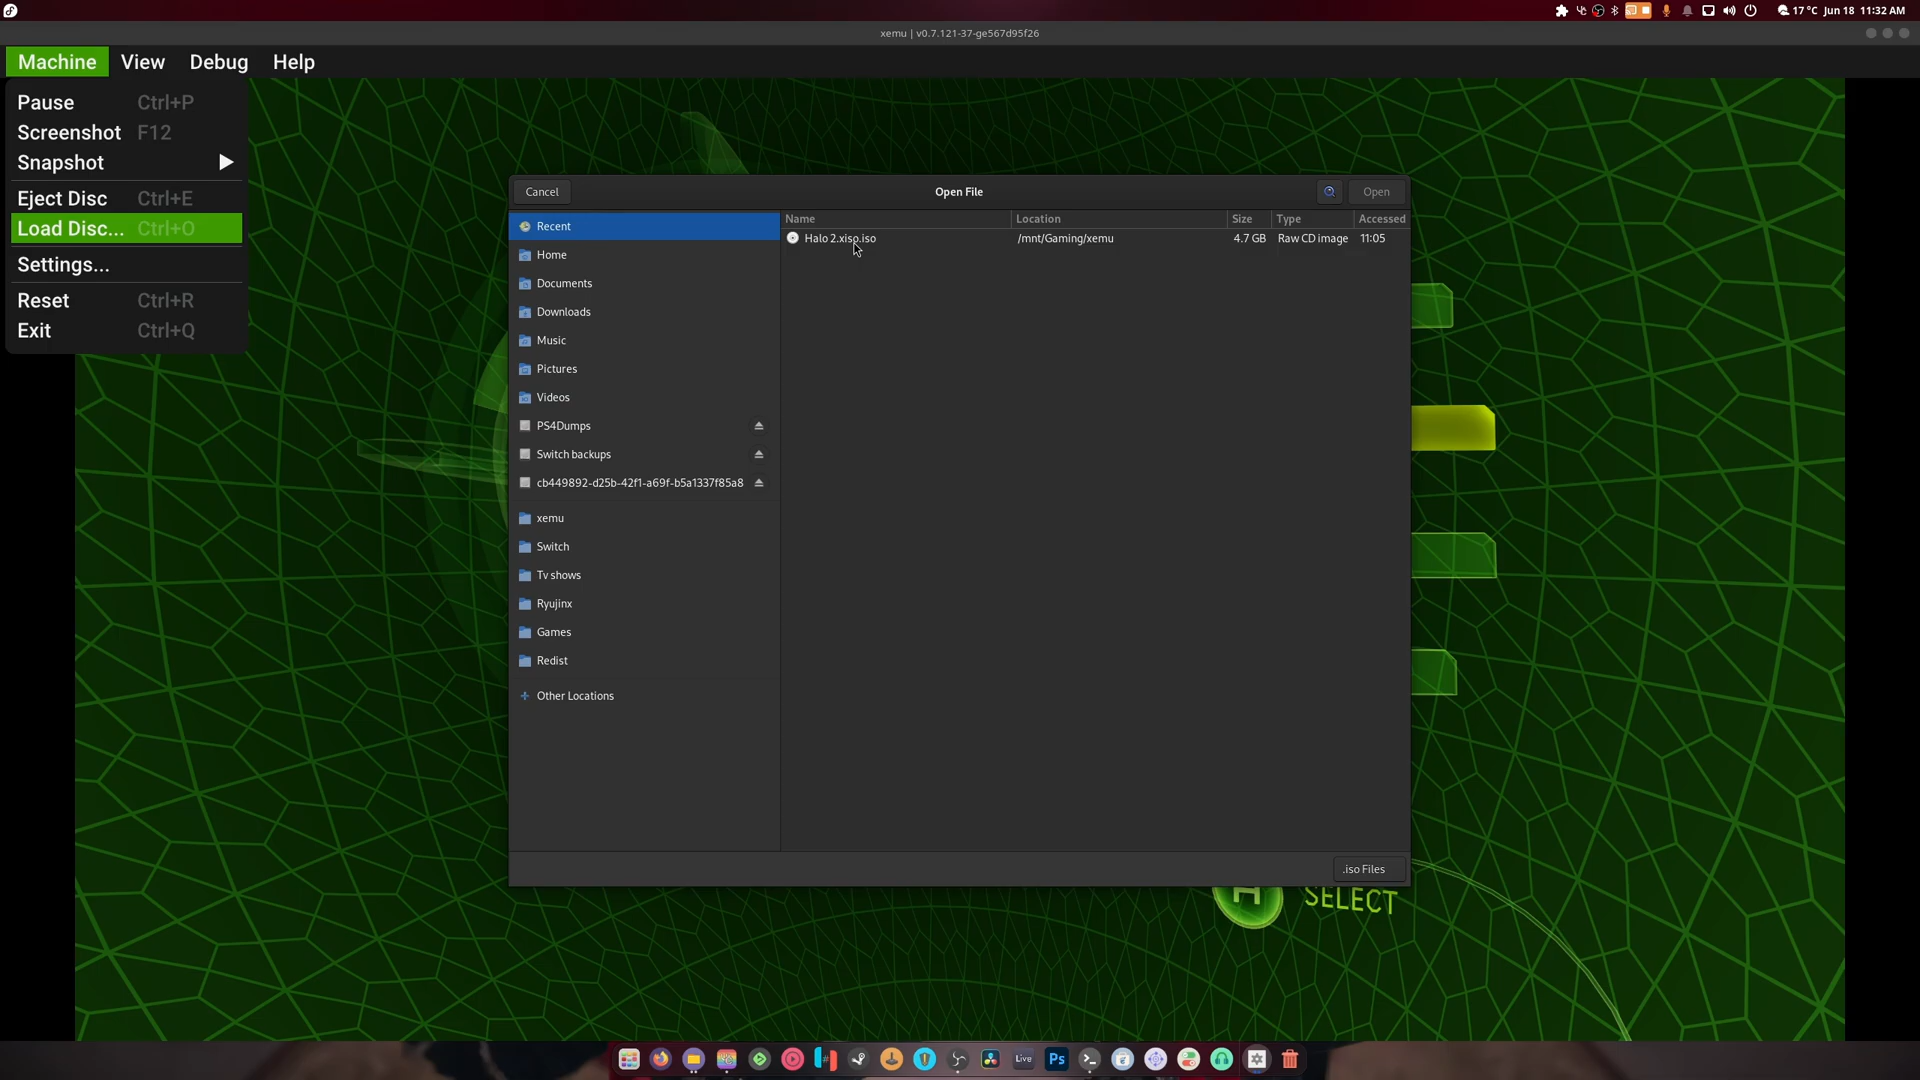 17 °C Jun 18 11:32 AM
xemu | v0.7.121-37-ge567d95f26
Machine View Debug Help
Pause Ctrl+P
Screenshot F12
Snapshot
Eject Disc Ctrl+E
Load Disc... Ctrl+O
Settings...
Reset Ctrl+R
Exit Ctrl+Q
Cancel Open File Open
Recent
Home
Documents
Downloads
Music
Pictures
Videos
PS4Dumps
Switch backups
cb449892-d25b-42f1-a69f-b5a1337f85a8
xemu
Switch
Tv shows
Ryujinx
Games
Redist
Other Locations
Name Location Size Type Accessed
Halo 2.xiso.iso /mnt/Gaming/xemu 4.7 GB Raw CD image 11:05
.iso Files
SELECT
Live
Ps